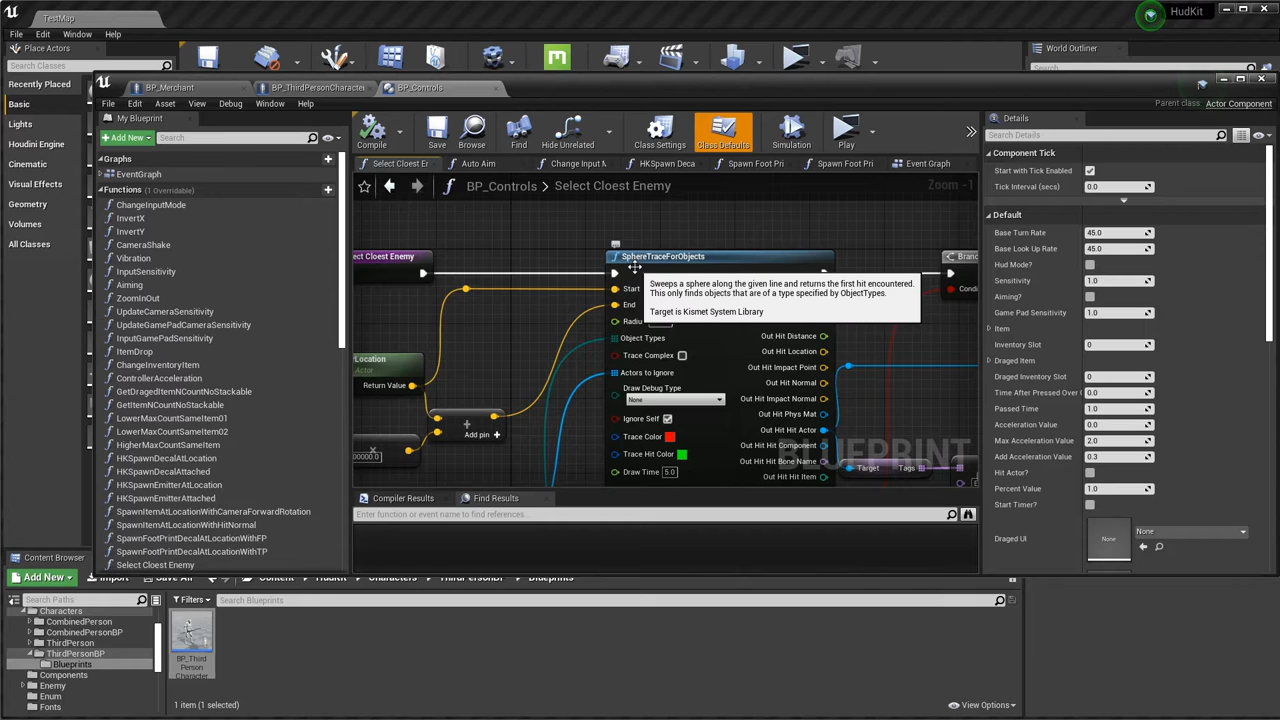 TestMap
HudKit
File Edit Window Help
Place Actors
World Outliner
Search Classes
Search
Recently Placed
Basic
Lights
Houdini Engine
Cinematic
Visual Effects
Geometry
Volumes
All Classes
BP_Merchant
BP_ThirdPersonCharacte
BP_Controls
Parent class: Actor Component
File Edit Asset View Debug Window Help
My Blueprint
Add New
Search
Graphs
EventGraph
Functions (1 Overridable)
ChangeInputMode
InvertX
InvertY
CameraShake
Vibration
InputSensitivity
Aiming
ZoomInOut
UpdateCameraSensitivity
UpdateGamePadCameraSensitivity
InputGamePadSensitivity
ItemDrop
ChangeInventoryItem
ControllerAcceleration
GetDragedItemNCountNoStackable
GetItemNCountNoStackable
LowerMaxCountSameItem01
LowerMaxCountSameItem02
HigherMaxCountSameItem
HKSpawnDecalAtLocation
HKSpawnDecalAttached
HKSpawnEmitterAtLocation
HKSpawnEmitterAttached
SpawnItemAtLocationWithCameraForwardRotation
SpawnItemAtLocationWithHitNormal
SpawnFootPrintDecalAtLocationWithFP
SpawnFootPrintDecalAtLocationWithTP
Select Cloest Enemy
Compile
Save
Browse
Find
Hide Unrelated
Class Settings
Class Defaults
Simulation
Play
Select Closest Er
Auto Aim
Change Input M
HKSpawn Deca
Spawn Foot Pri
Spawn Foot Pri
Event Graph
BP_Controls > Select Cloest Enemy
Zoom -1
ect Cloest Enemy
SphereTraceForObjects
Bran
Sweeps a sphere along the given line and returns the first hit encountered.
This only finds objects that are of a type specified by ObjectTypes.
Target is Kismet System Library
Start
Condi
End
Radiu
Object Types
Trace Complex
Actors to Ignore
Draw Debug Type
None
Ignore Self
Trace Color
Trace Hit Color
Draw Time 5.0
Out Hit Distance
Out Hit Location
Out Hit Impact Point
Out Hit Normal
Out Hit Impact Normal
Out Hit Phys Mat
Out Hit Hit Actor
Out Hit Hit Component
Out Hit Hit Bone Name
Out Hit Hit Item
Location
Actor
Return Value
Add pin
00000.0
BLUEPRINT
Target Tags
Compiler Results
Find Results
Enter function or event name to find references...
Details
Search Details
Component Tick
Start with Tick Enabled
Tick Interval (secs) 0.0
Default
Base Turn Rate 45.0
Base Look Up Rate 45.0
Hud Mode?
Sensitivity 1.0
Aiming?
Game Pad Sensitivity 1.0
Item
Inventory Slot 0
Draged Item
Draged Inventory Slot 0
Time After Pressed Over 0.0
Passed Time 1.0
Acceleration Value 0.0
Max Acceleration Value 2.0
Add Acceleration Value 0.3
Hit Actor?
Percent Value 1.0
Start Timer?
Draged UI
None
None
Content Browser
Add New
Import
Save All
Content Hudkit Characters ThirdPersonBP Blueprints
Search Paths
Filters
Search Blueprints
Characters
CombinedPerson
CombinedPersonBP
ThirdPerson
ThirdPersonBP
Blueprints
Components
Enemy
Enum
Fonts
BP_Third
Person
Character
1 item (1 selected)
View Options